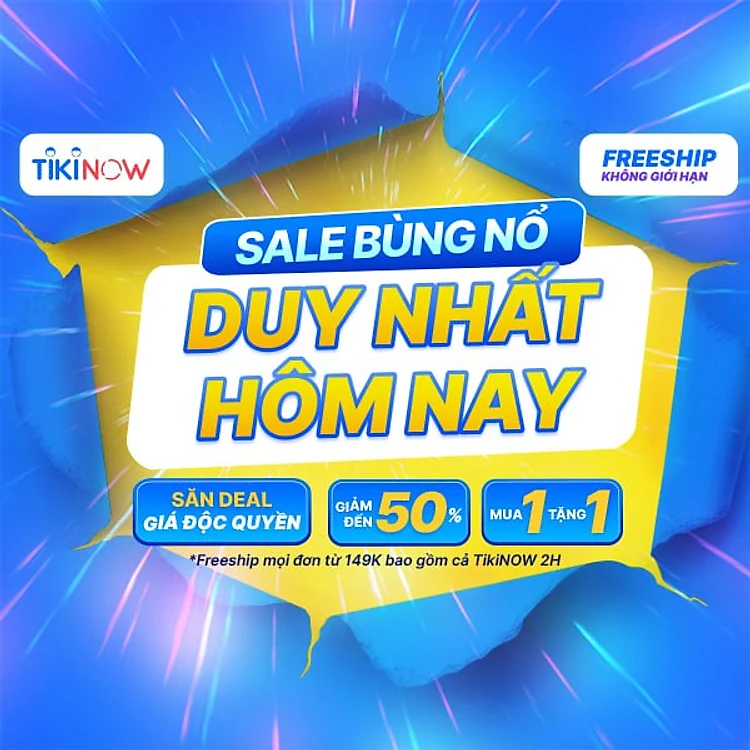 TIKINOW
FREESHIP
KHÔNG GIỚI HẠN
SALE BÙNG NỔ
DUY NHẤT
HÔM NAY
SĂN DEAL
GIÁ ĐỘC QUYỀN
GIẢM
ĐẾN 50%
MUA 1 TẶNG 1
*Freeship mọi đơn từ 149K bao gồm cả TikiNOW 2H